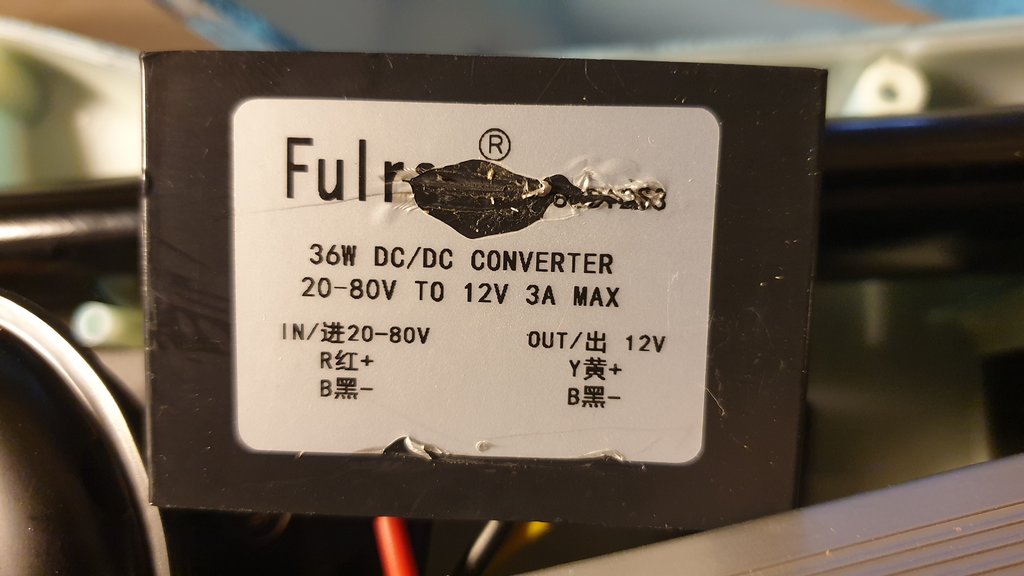 ®
36W DC/DC CONVERTER
20-80V TO 12V 3A MAX
IN/进20-80V OUT/出 12V
R红+ Y黄+
B黑- B黑-